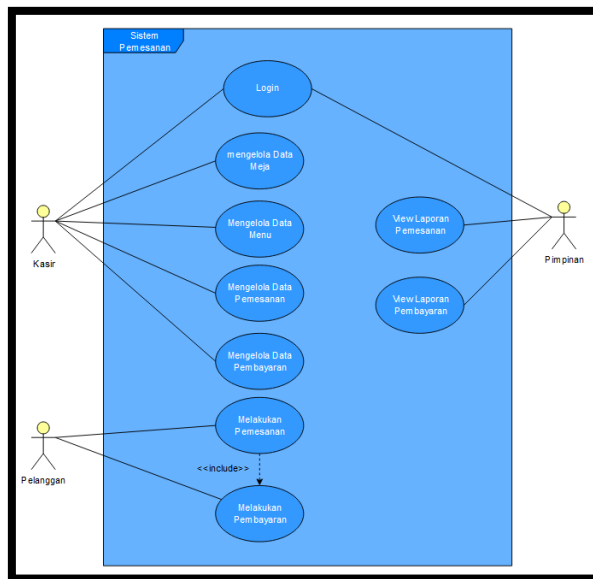 Sistem
Pemesanan
Login
mengelola Data
Meja
Mengelola Data
Menu
View Laporan
Pemesanan
Kasir
Pimpinan
Mengelola Data
Pemesanan
View Laporan
Pembayaran
Mengelola Data
Pembayaran
Melakukan
Pemesanan
<<include>>
Pelanggan
Melakukan
Pembayaran